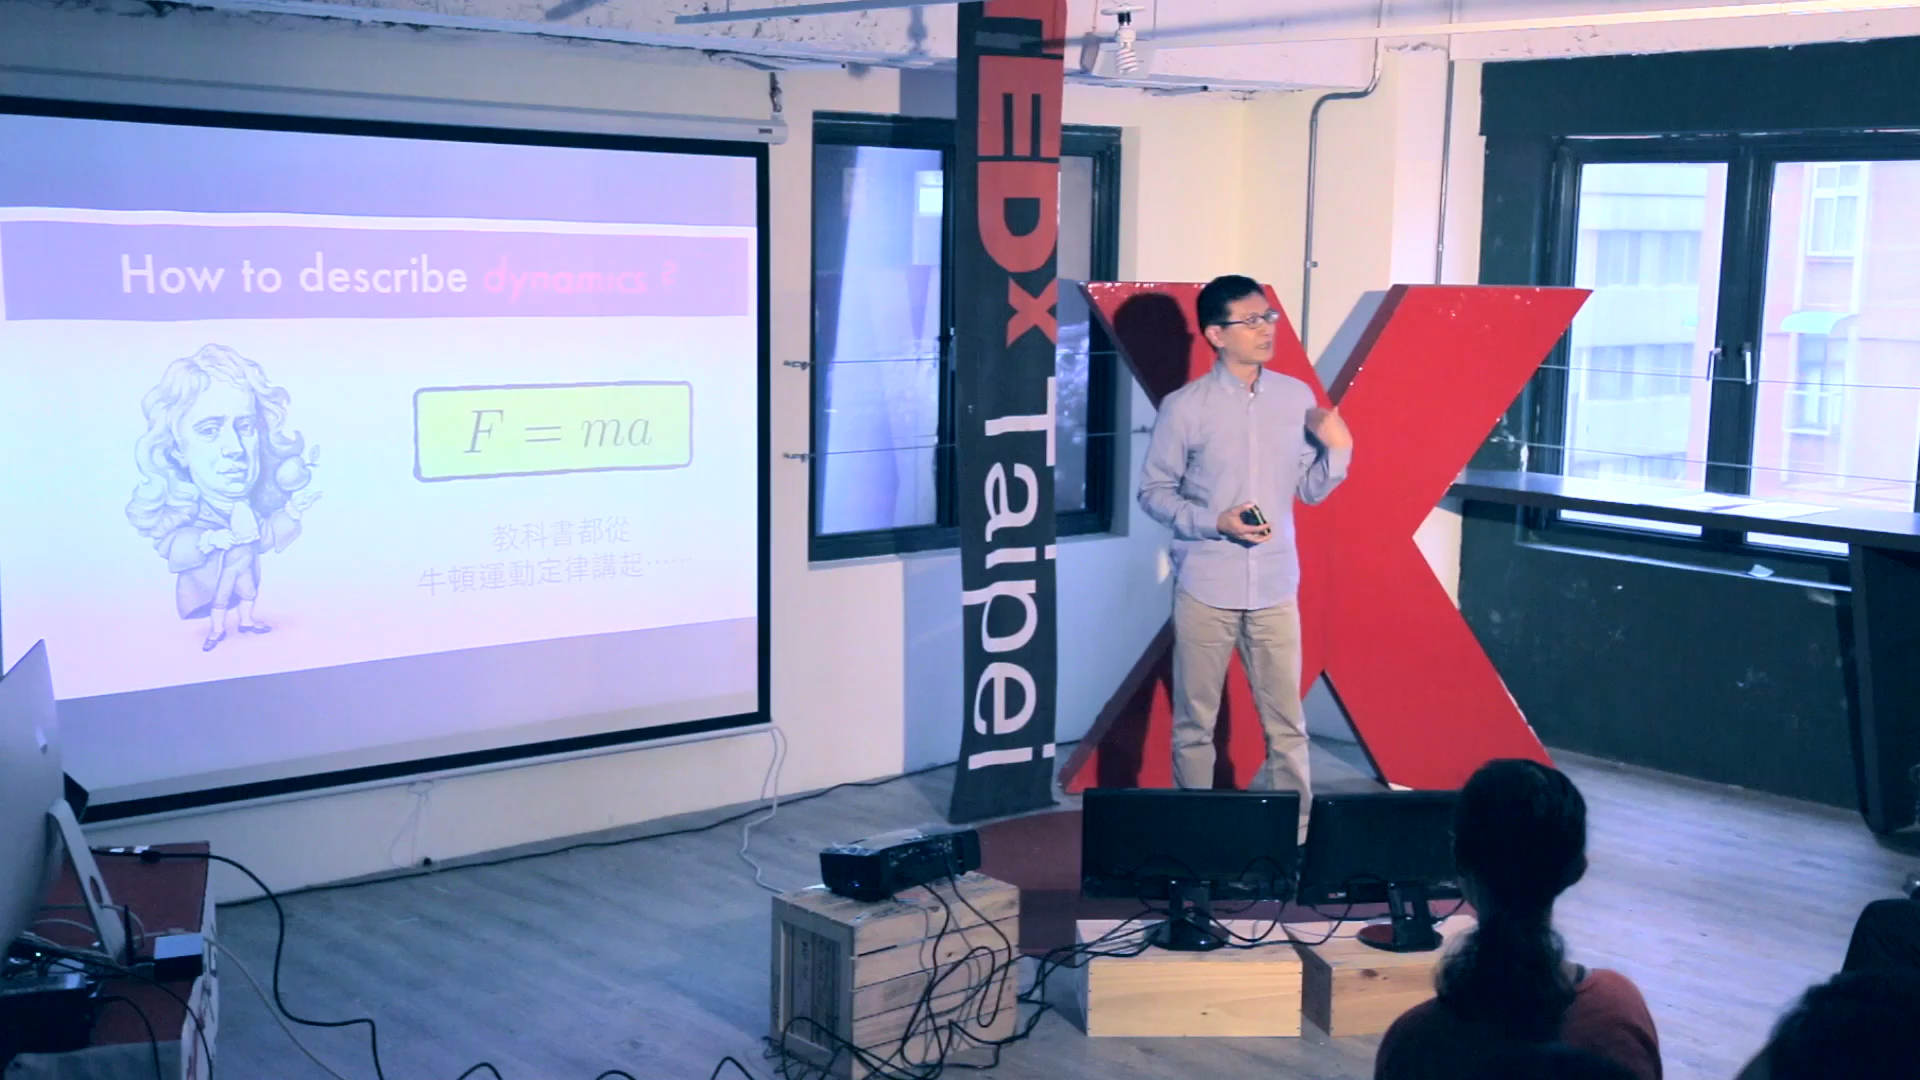 How to describe dynamics ?
F = ma
教科書都從
牛頓運動定律講起……
TEDx Taipei
X